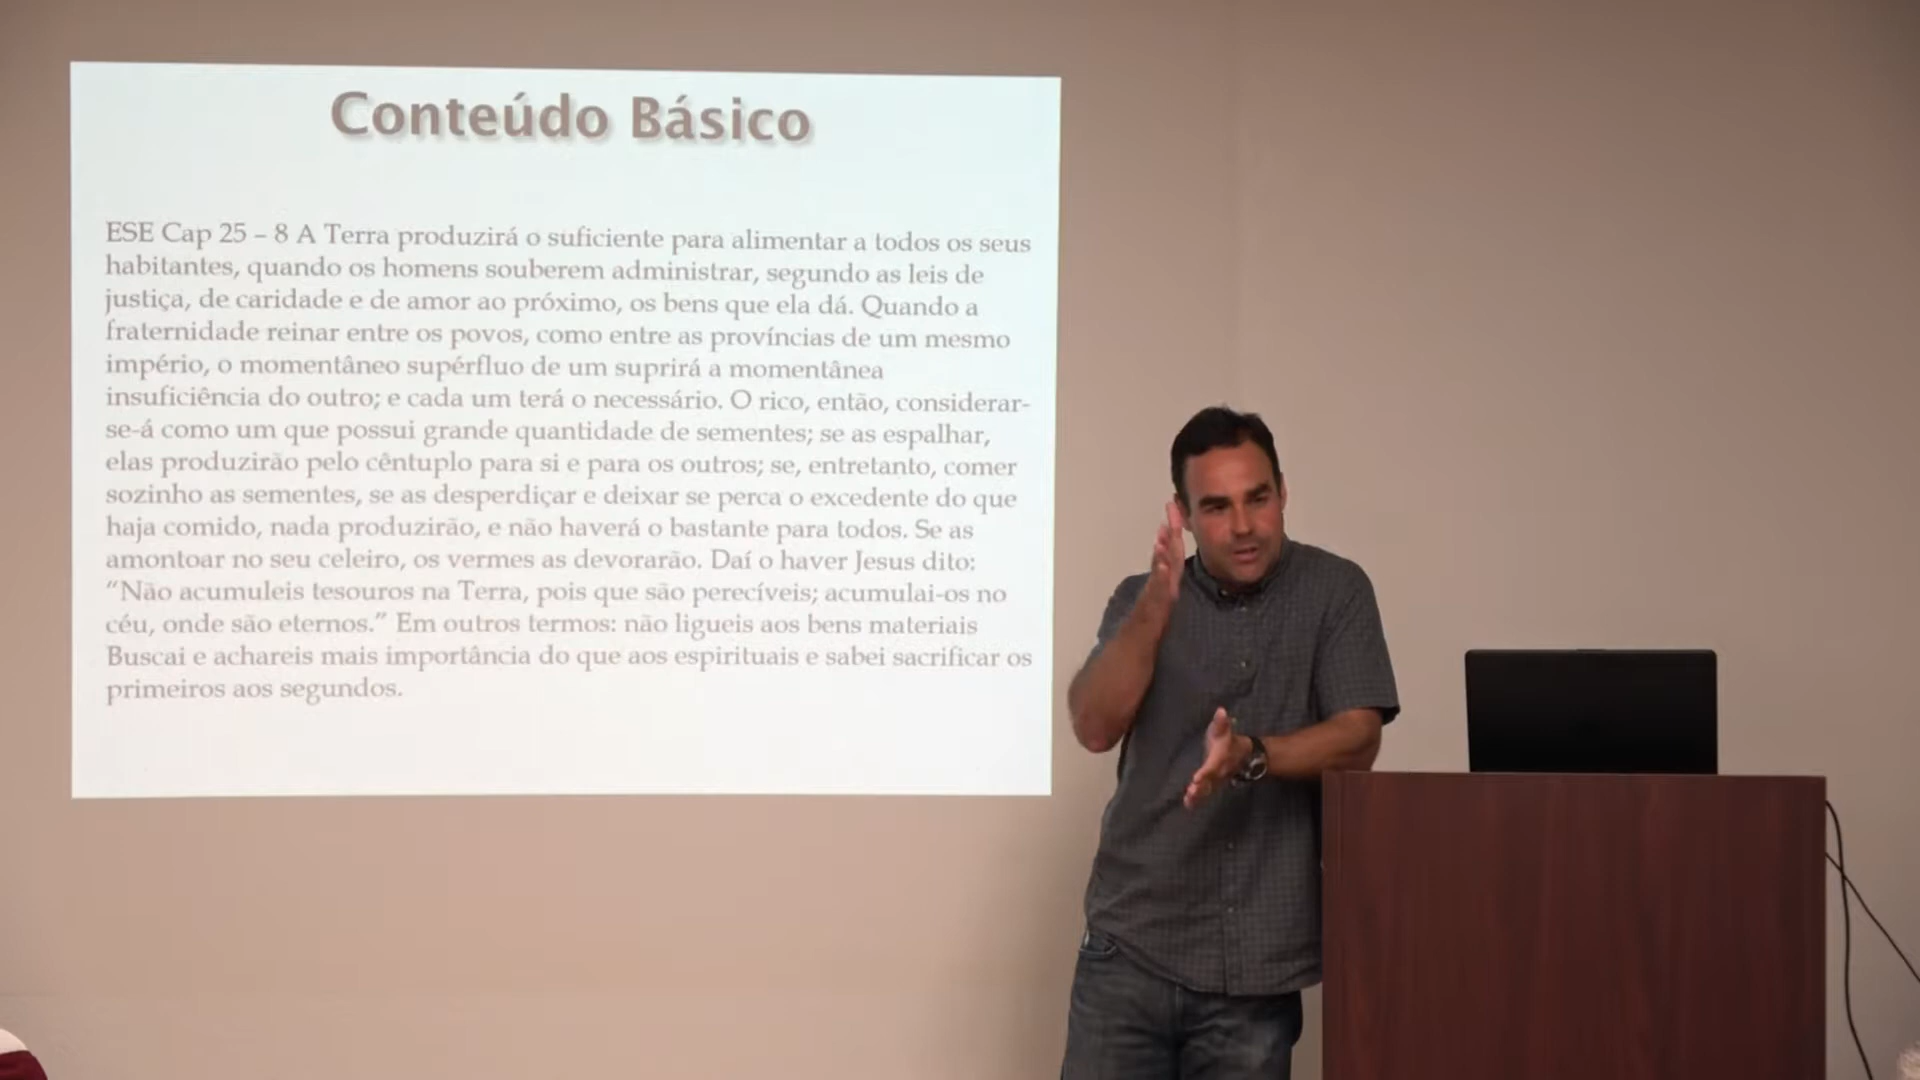 Conteúdo Básico
ESE Cap 25 – 8 A Terra produzirá o suficiente para alimentar a todos os seus
habitantes, quando os homens souberem administrar, segundo as leis de
justiça, de caridade e de amor ao próximo, os bens que ela dá. Quando a
fraternidade reinar entre os povos, como entre as províncias de um mesmo
império, o momentâneo supérfluo de um suprirá a momentânea
insuficiência do outro; e cada um terá o necessário. O rico, então, considerar-
se-á como um que possui grande quantidade de sementes; se as espalhar,
elas produzirão pelo cêntuplo para si e para os outros; se, entretanto, comer
sozinho as sementes, se as desperdiçar e deixar se perca o excedente do que
haja comido, nada produzirão, e não haverá o bastante para todos. Se as
amontoar no seu celeiro, os vermes as devorarão. Daí o haver Jesus dito:
“Não acumuleis tesouros na Terra, pois que são perecíveis; acumulai-os no
céu, onde são eternos.” Em outros termos: não ligueis aos bens materiais
Buscai e achareis mais importância do que aos espirituais e sabei sacrificar os
primeiros aos segundos.